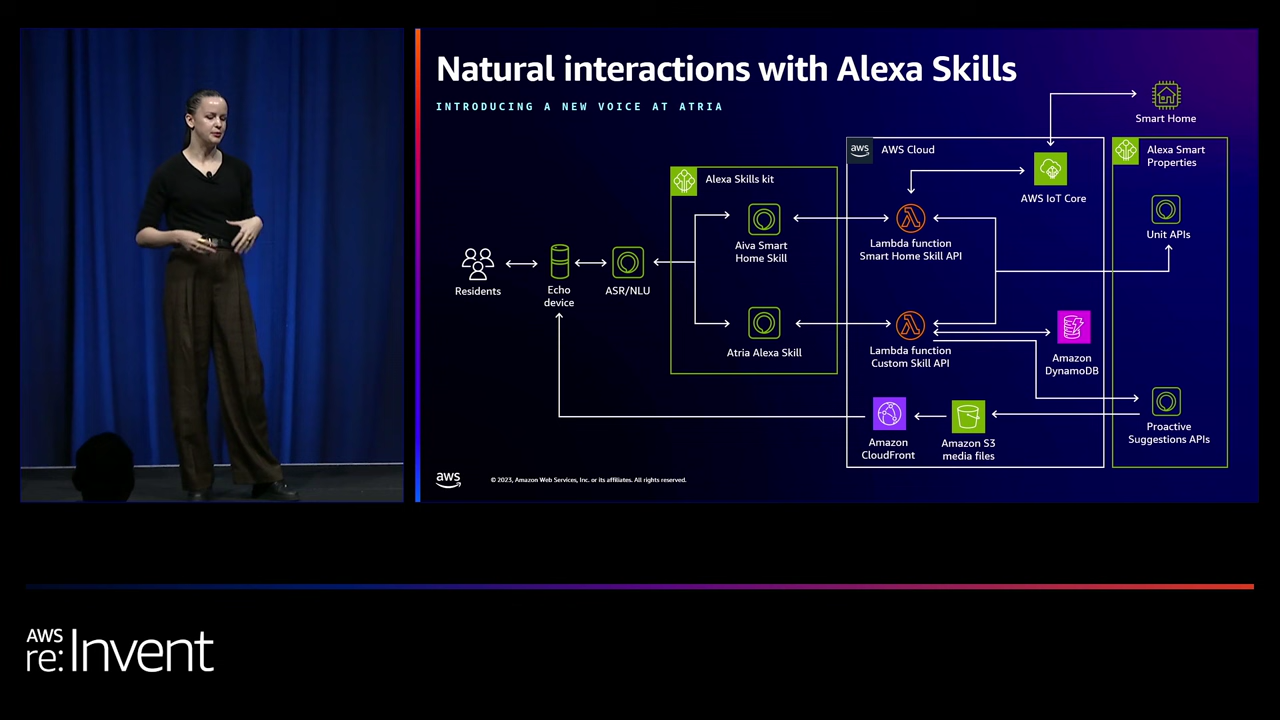 Natural interactions with Alexa Skills
INTRODUCING A NEW VOICE AT ATRIA
Smart Home
aws
AWS Cloud
Alexa Smart
Properties
Alexa Skills kit
AWS IoT Core
Aiva Smart
Home Skill
Lambda function
Smart Home Skill API
Unit APIs
Residents
Echo
device
ASR/NLU
Atria Alexa Skill
Lambda function
Custom Skill API
Amazon
DynamoDB
Amazon
CloudFront
Amazon S3
media files
Proactive
Suggestions APIs
aws
© 2023, Amazon Web Services, Inc. or its affiliates. All rights reserved.
AWS
re:Invent